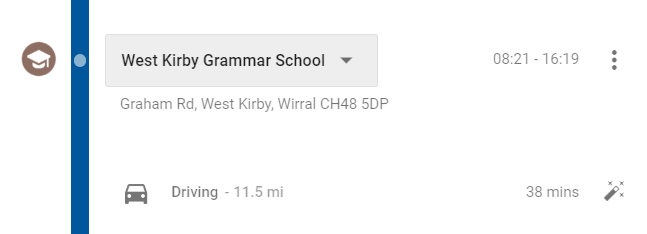 West Kirby Grammar School
08:21 - 16:19
Graham Rd, West Kirby, Wirral CH48 5DP
Driving - 11.5 mi
38 mins